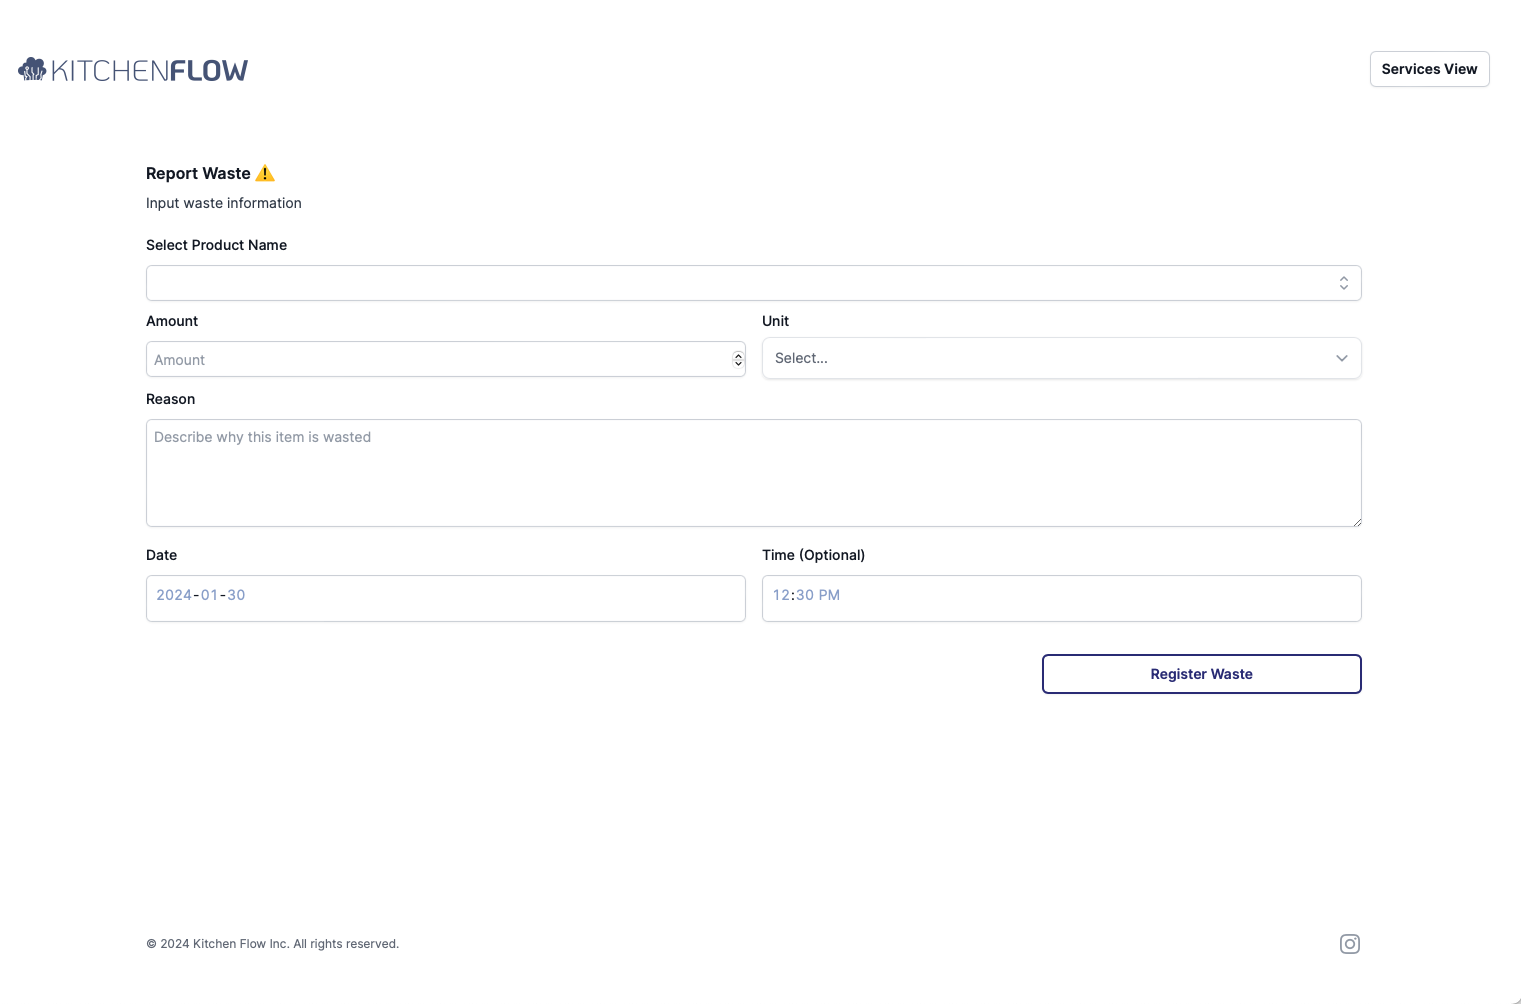 KITCHENFLOW
Services View
Report Waste ⚠️
Input waste information
Select Product Name
Amount
Unit
Amount
Select...
Reason
Describe why this item is wasted
Date
Time (Optional)
2024-01-30
12:30 PM
Register Waste
© 2024 Kitchen Flow Inc. All rights reserved.